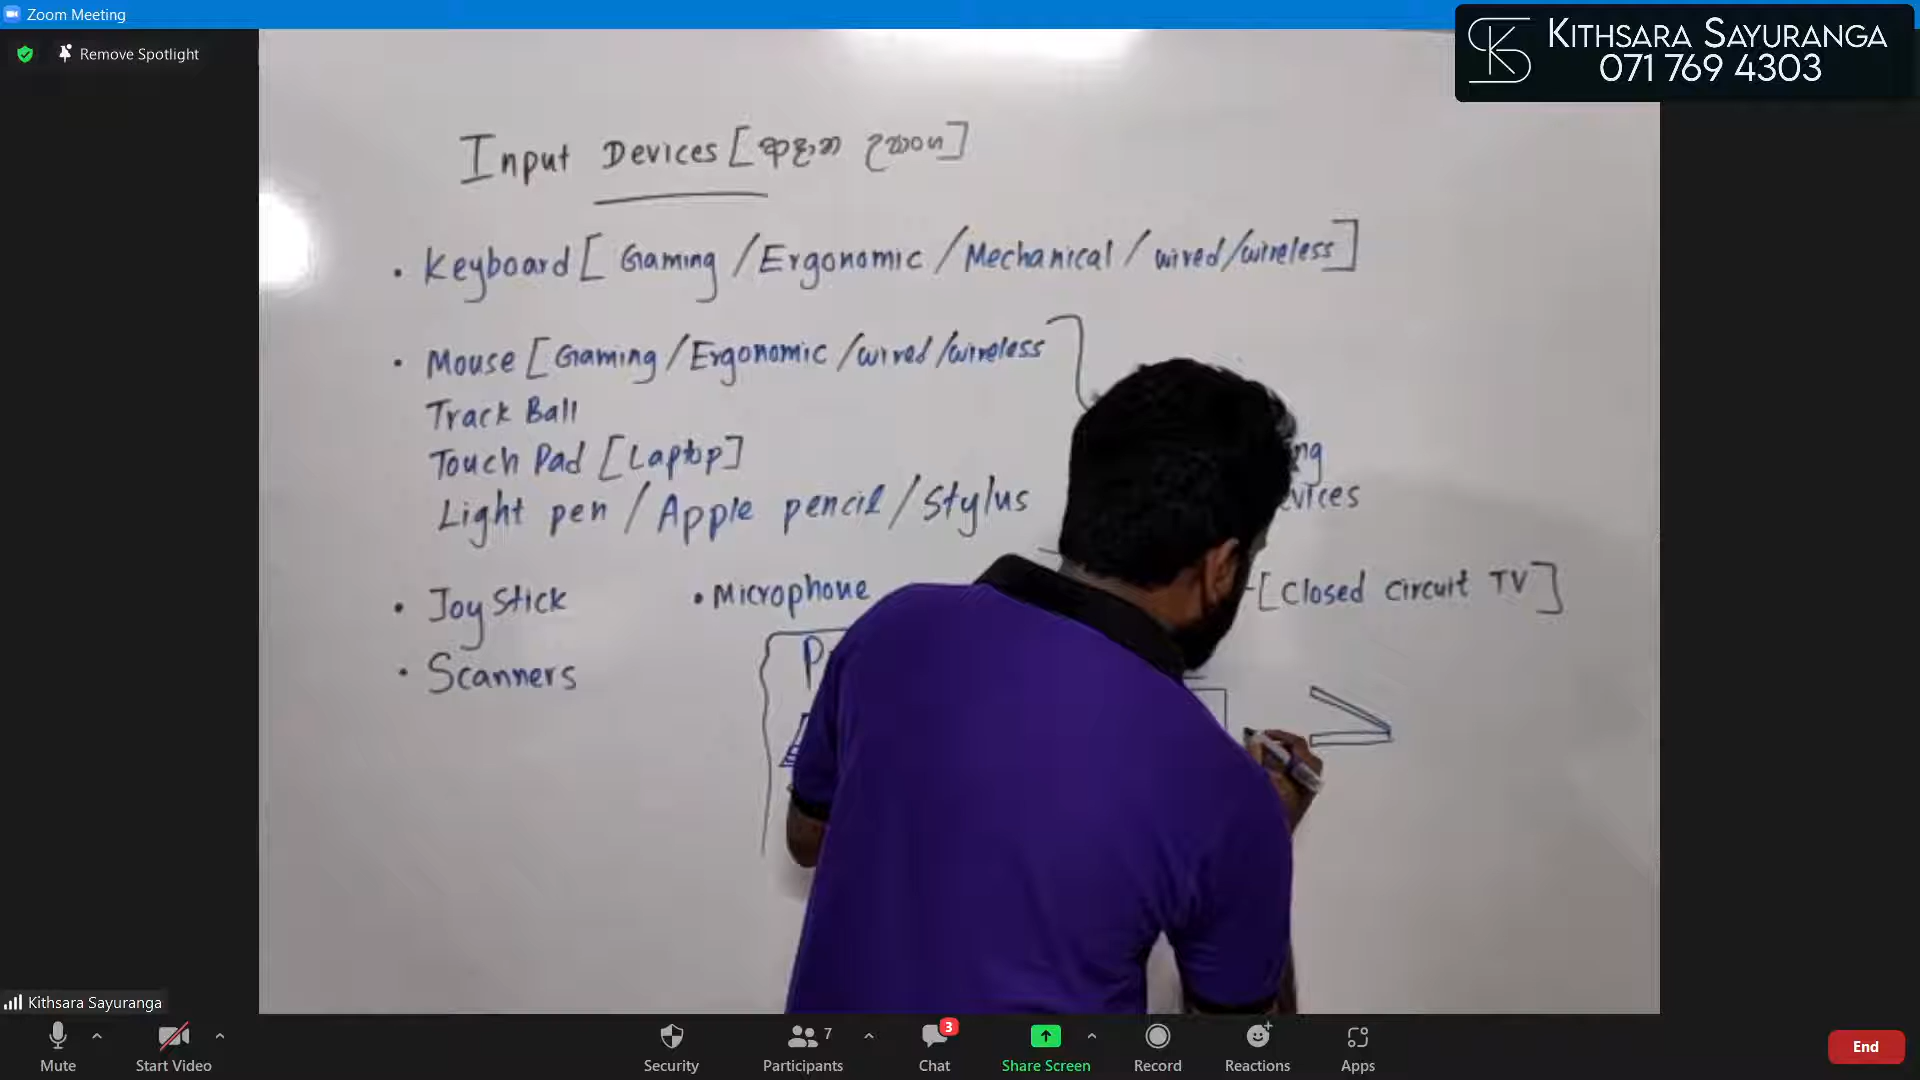 Zoom Meeting
Remove Spotlight
KITHSARA SAYURANGA
071 769 4303
Input Devices [ආදාන උපාංග]
• Keyboard [Gaming / Ergonomic / Mechanical / wired/wireless]
• Mouse [Gaming / Ergonomic / wired / wireless
Track Ball
Touch Pad [Laptop]
Light pen / Apple pencil / Stylus
• Joy Stick
• Microphone
[Closed circuit TV]
• Scanners
Kithsara Sayuranga
Mute
Start Video
Security
Participants 7
Chat 3
Share Screen
Record
Reactions
Apps
End